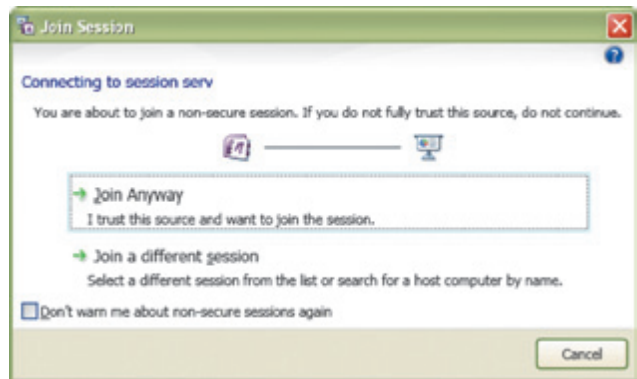 Join Session
Connecting to session serv
You are about to join a non-secure session. If you do not fully trust this source, do not continue.
Join Anyway
I trust this source and want to join the session.
Join a different session
Select a different session from the list or search for a host computer by name.
Don't warn me about non-secure sessions again
Cancel